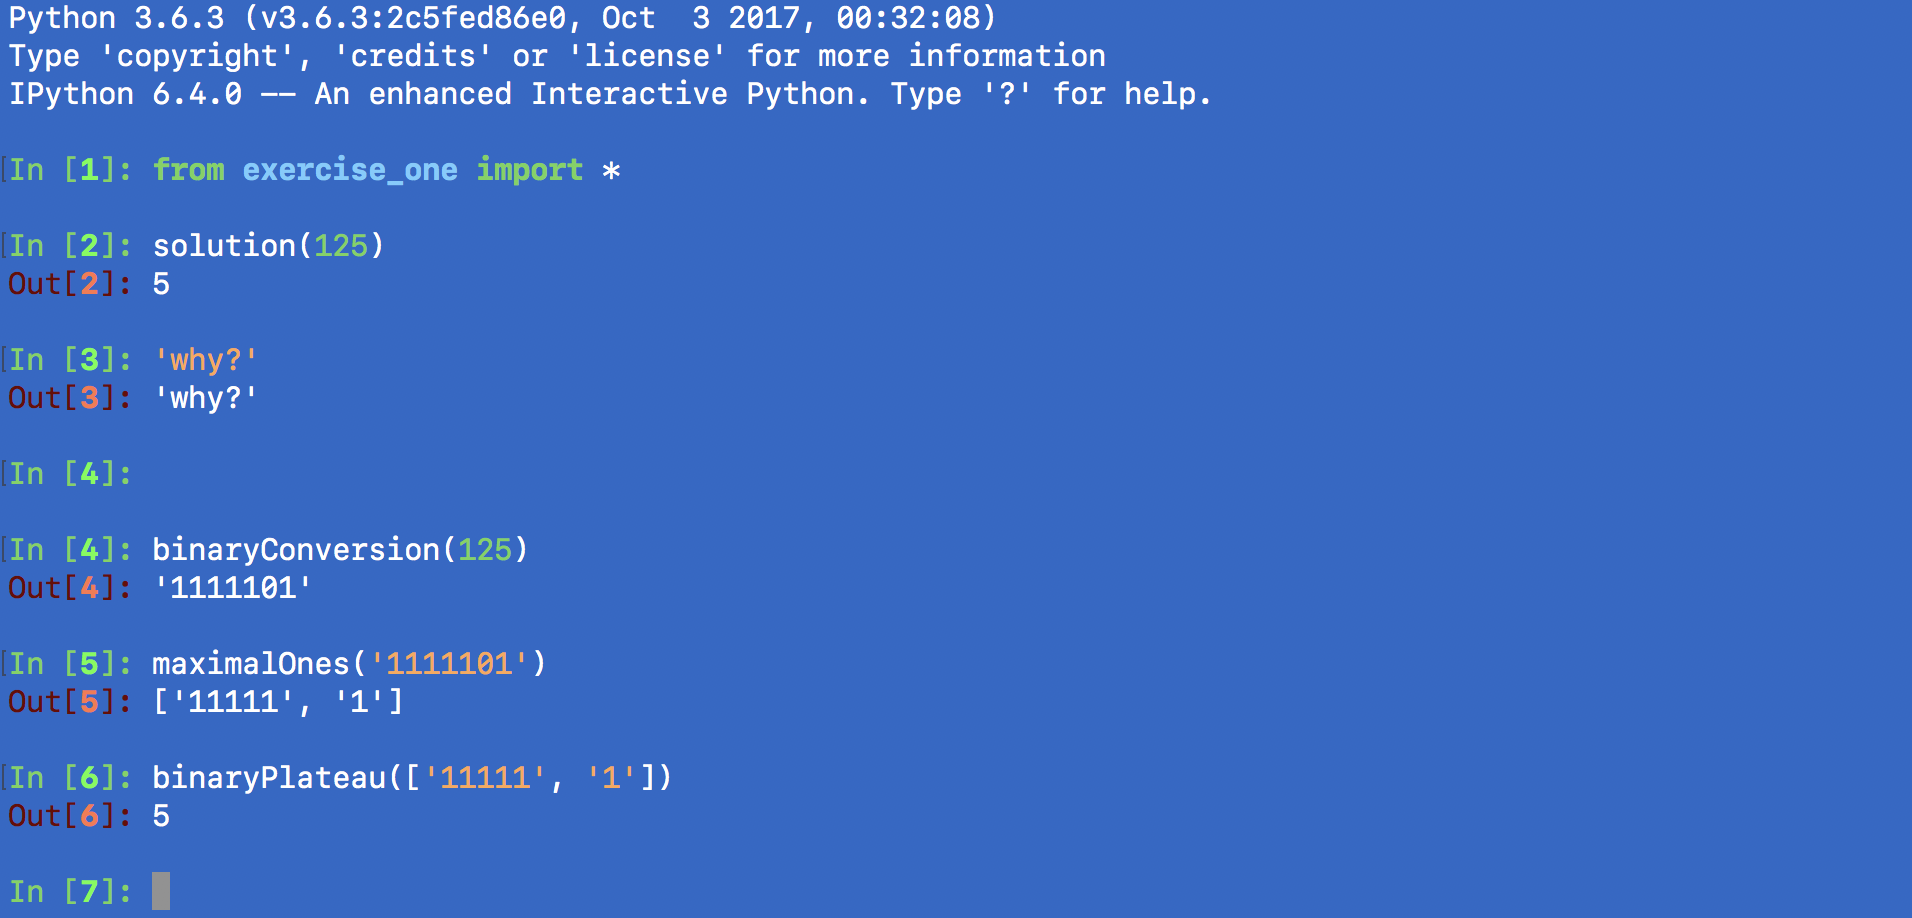 Python 3.6.3 (v3.6.3:2c5fed86e0, Oct  3 2017, 00:32:08)
Type 'copyright', 'credits' or 'license' for more information
IPython 6.4.0 -- An enhanced Interactive Python. Type '?' for help.
In [1]: from exercise_one import *
In [2]: solution(125)
Out[2]: 5
In [3]: 'why?'
Out[3]: 'why?'
In [4]:
In [4]: binaryConversion(125)
Out[4]: '1111101'
In [5]: maximalOnes('1111101')
Out[5]: ['11111', '1']
In [6]: binaryPlateau(['11111', '1'])
Out[6]: 5
In [7]: